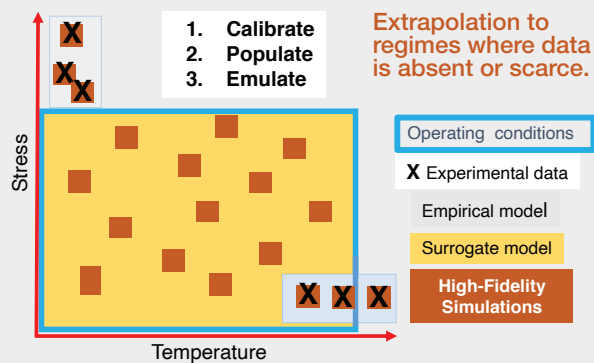 1. Calibrate
2. Populate
3. Emulate
Extrapolation to
regimes where data
is absent or scarce.
X
X
X
Stress
Operating conditions
X Experimental data
Empirical model
Surrogate model
High-Fidelity
Simulations
X X X
Temperature